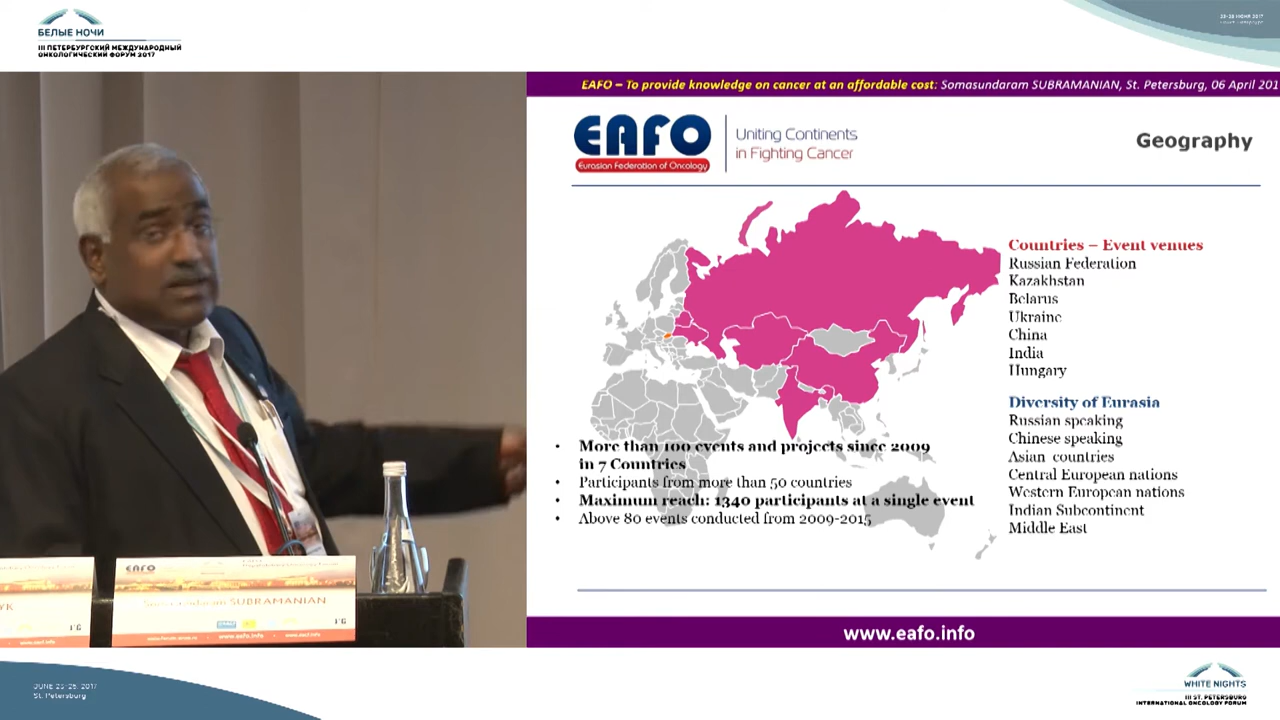 БЕЛЫЕ НОЧИ
III ПЕТЕРБУРГСКИЙ МЕЖДУНАРОДНЫЙ
ОНКОЛОГИЧЕСКИЙ ФОРУМ 2017
EAFO – To provide knowledge on cancer at an affordable cost: Somasundaram SUBRAMANIAN, St. Petersburg, 06 April 201
EAFO
Eurasian Federation of Oncology
Uniting Continents
in Fighting Cancer
Geography
Countries – Event venues
Russian Federation
Kazakhstan
Belarus
Ukraine
China
India
Hungary
Diversity of Eurasia
Russian speaking
Chinese speaking
Asian countries
Central European nations
Western European nations
Indian Subcontinent
Middle East
• More than 100 events and projects since 2009
in 7 Countries
• Participants from more than 50 countries
• Maximum reach: 1340 participants at a single event
• Above 80 events conducted from 2009-2015
www.eafo.info
EAFO
SUBRAMANIAN
www.eafo.info
JUNE 23-26, 2017
St. Petersburg
WHITE NIGHTS
III ST. PETERSBURG
INTERNATIONAL ONCOLOGY FORUM